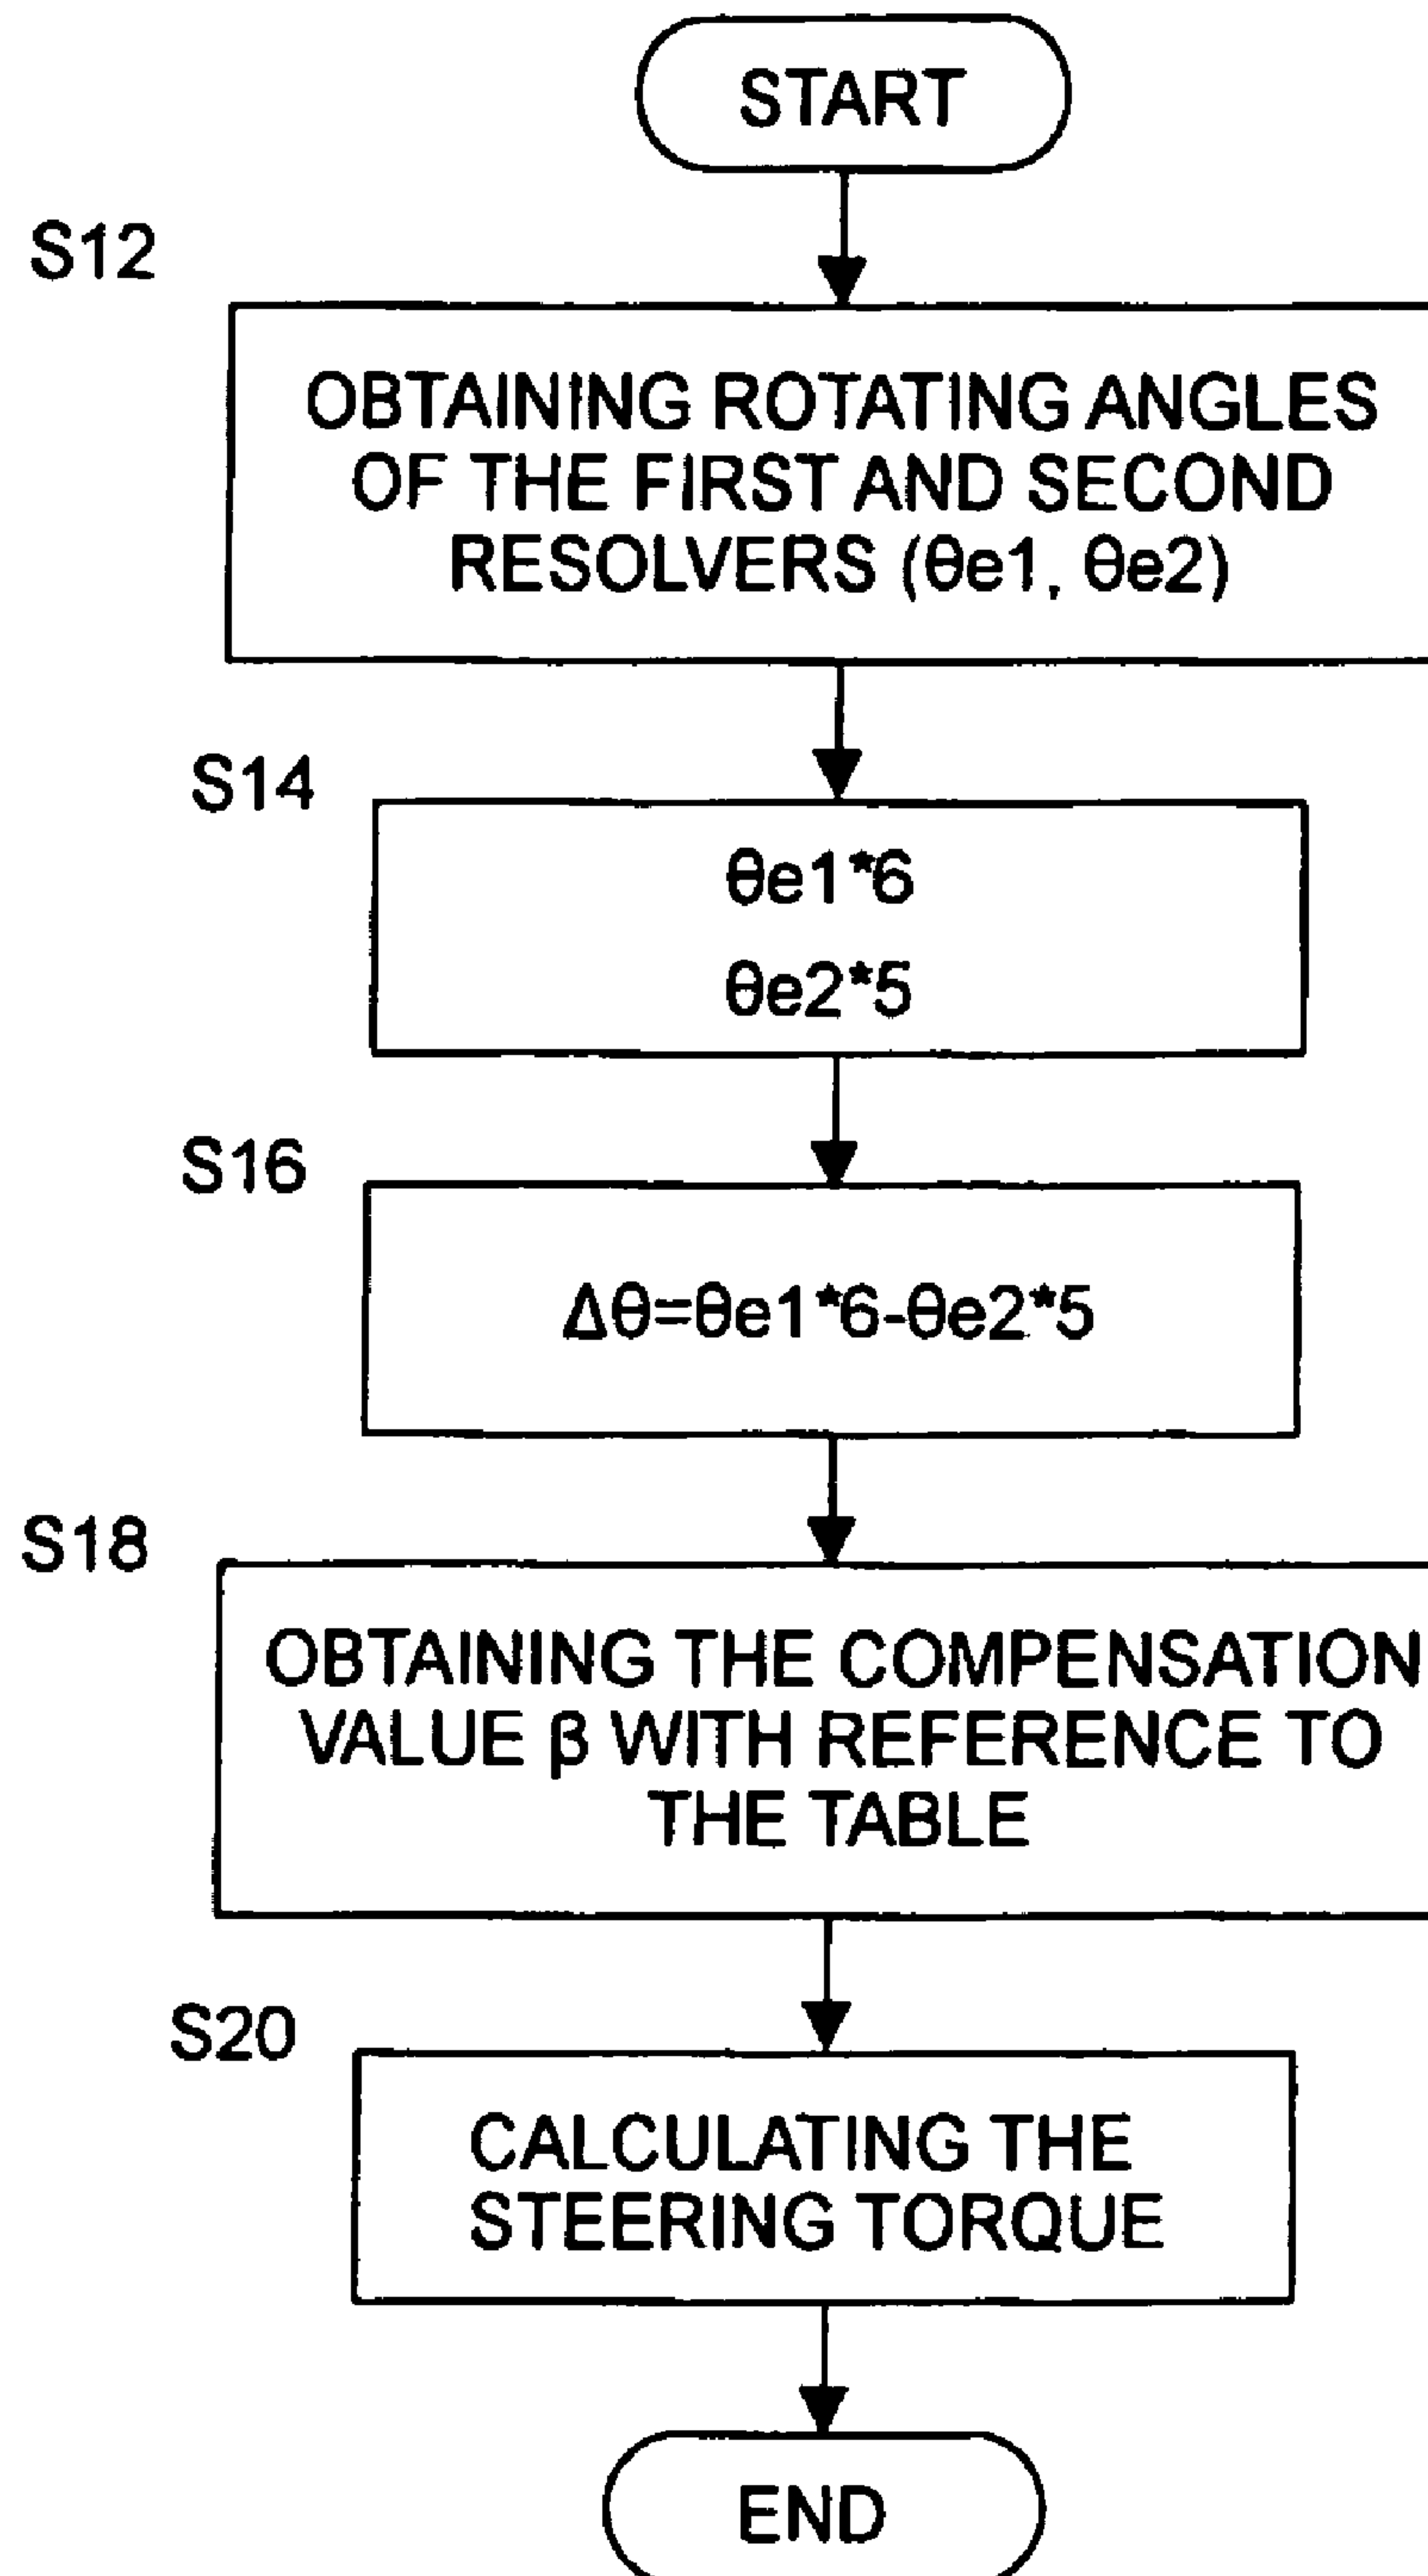 START
S12
OBTAINING ROTATING ANGLES
OF THE FIRST AND SECOND
RESOLVERS (θe1, θe2)
S14
θe1*6
θe2*5
S16
Δθ=θe1*6-θe2*5
S18
OBTAINING THE COMPENSATION
VALUE β WITH REFERENCE TO
THE TABLE
S20
CALCULATING THE
STEERING TORQUE
END